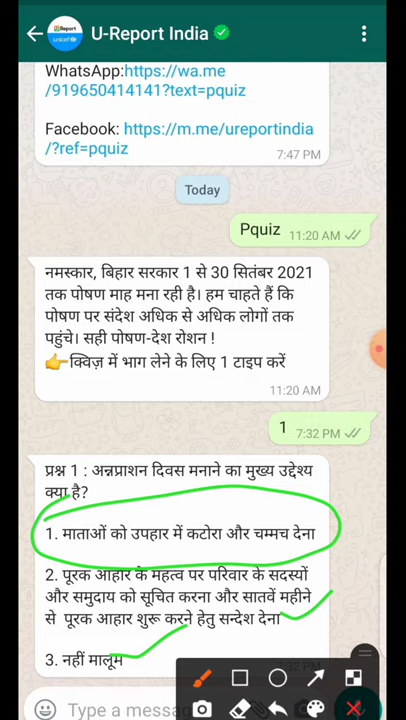 U-Report India
WhatsApp:https://wa.me
/919650414141?text=pquiz
Facebook: https://m.me/ureportindia
/?ref=pquiz
7:47 PM
Today
Pquiz
11:20 AM
नमस्कार, बिहार सरकार 1 से 30 सितंबर 2021
तक पोषण माह मना रही है। हम चाहते हैं कि
पोषण पर संदेश अधिक से अधिक लोगों तक
पहुंचे। सही पोषण-देश रोशन !
👉क्विज़ में भाग लेने के लिए 1 टाइप करें
11:20 AM
1
7:32 PM
प्रश्न 1 : अन्नप्राशन दिवस मनाने का मुख्य उद्देश्य
क्या है?
1. माताओं को उपहार में कटोरा और चम्मच देना
2. पूरक आहार के महत्व पर परिवार के सदस्यों
और समुदाय को सूचित करना और सातवें महीने
से पूरक आहार शुरू करने हेतु सन्देश देना
3. नहीं मालूम
7:32 PM
Type a message